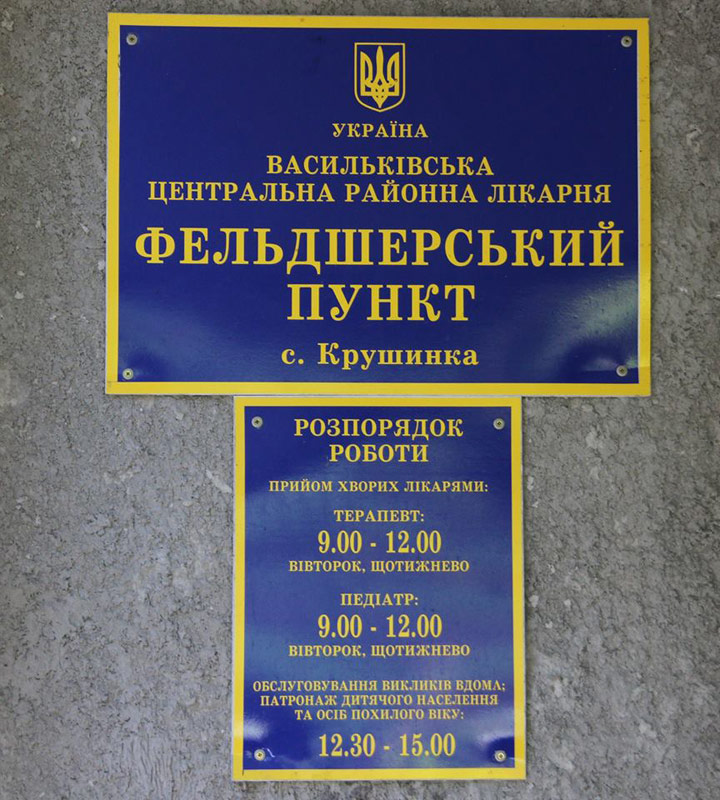 УКРАЇНА
ВАСИЛЬКІВСЬКА
ЦЕНТРАЛЬНА РАЙОННА ЛІКАРНЯ
ФЕЛЬДШЕРСЬКИЙ
ПУНКТ
с. Крушинка
РОЗПОРЯДОК
РОБОТИ
ПРИЙОМ ХВОРИХ ЛІКАРЯМИ:
ТЕРАПЕВТ:
9.00 - 12.00
ВІВТОРОК, ЩОТИЖНЕВО
ПЕДІАТР:
9.00 - 12.00
ВІВТОРОК, ЩОТИЖНЕВО
ОБСЛУГОВУВАННЯ ВИКЛИКІВ ВДОМА;
ПАТРОНАЖ ДИТЯЧОГО НАСЕЛЕННЯ
ТА ОСІБ ПОХИЛОГО ВІКУ:
12.30 - 15.00